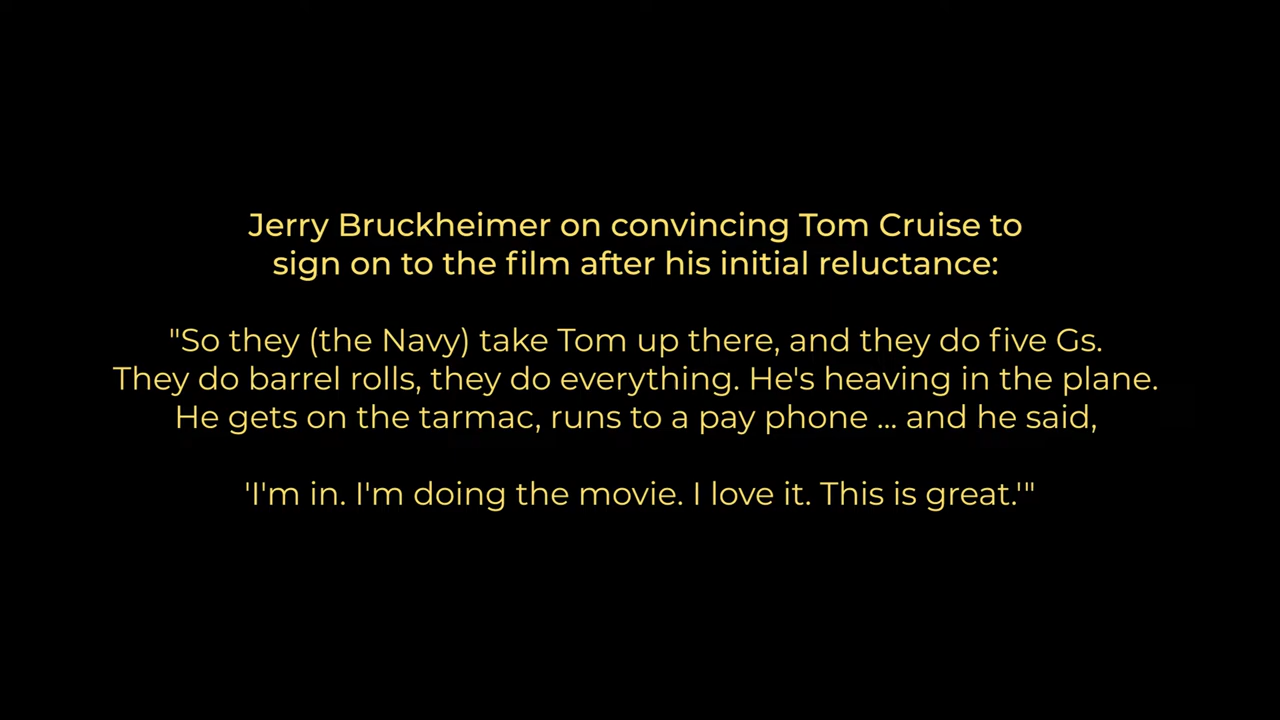 Jerry Bruckheimer on convincing Tom Cruise to
sign on to the film after his initial reluctance:
"So they (the Navy) take Tom up there, and they do five Gs.
They do barrel rolls, they do everything. He's heaving in the plane.
He gets on the tarmac, runs to a pay phone ... and he said,
'I'm in. I'm doing the movie. I love it. This is great.'"